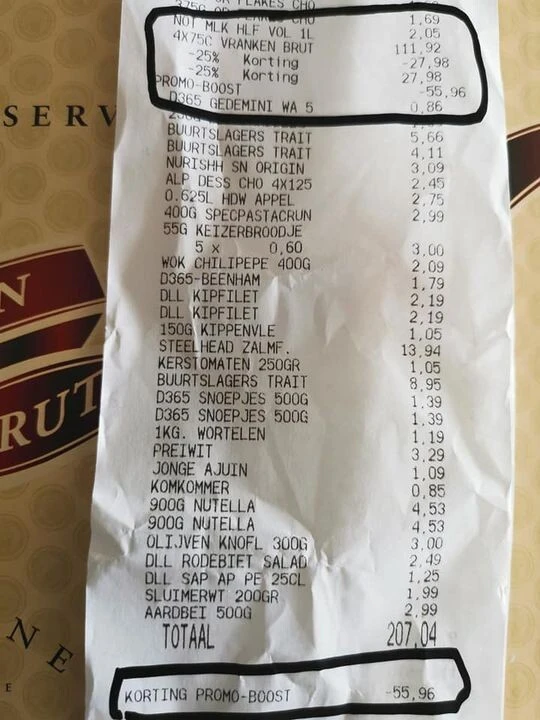 FLAKES CHO
NOT MLK HLF VOL 1L 1,69
4X75C VRANKEN BRUT 2,05
-25% Korting 111,92
-25% Korting -27,98
PROMO-BOOST 27,98
-55,96
D365 GEDEMINI WA 5 0,86
BUURTSLAGERS TRAIT 5,66
BUURTSLAGERS TRAIT 4,11
NURISHH SN ORIGIN 3,09
ALP DESS CHO 4X125 2,45
0.625L HDW APPEL 2,75
400G SPECPASTACRUN 2,99
55G KEIZERBROODJE
5 x 0,60 3,00
WOK CHILIPEPE 400G 2,09
D365-BEENHAM 1,79
DLL KIPFILET 2,19
DLL KIPFILET 2,19
150G KIPPENVLE 1,05
STEELHEAD ZALMF. 13,94
KERSTOMATEN 250GR 1,05
BUURTSLAGERS TRAIT 8,95
D365 SNOEPJES 500G 1,39
D365 SNOEPJES 500G 1,39
1KG. WORTELEN 1,19
PREIWIT 3,29
JONGE AJUIN 1,09
KOMKOMMER 0,85
900G NUTELLA 4,53
900G NUTELLA 4,53
OLIJVEN KNOFL 300G 3,00
DLL RODEBIET SALAD 2,49
DLL SAP AP PE 25CL 1,25
SLUIMERWT 200GR 1,99
AARDBEI 500G 2,99
TOTAAL 207,04
KORTING PROMO-BOOST -55,96
SERV
N
RUT
NE
E